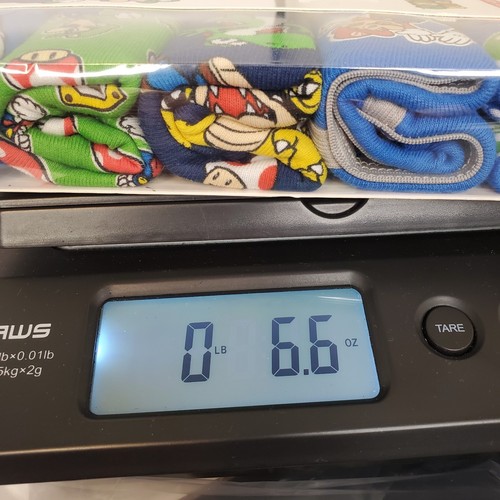 AWS
lb×0.01lb
5kg×2g
0 LB 6.6 OZ
TARE